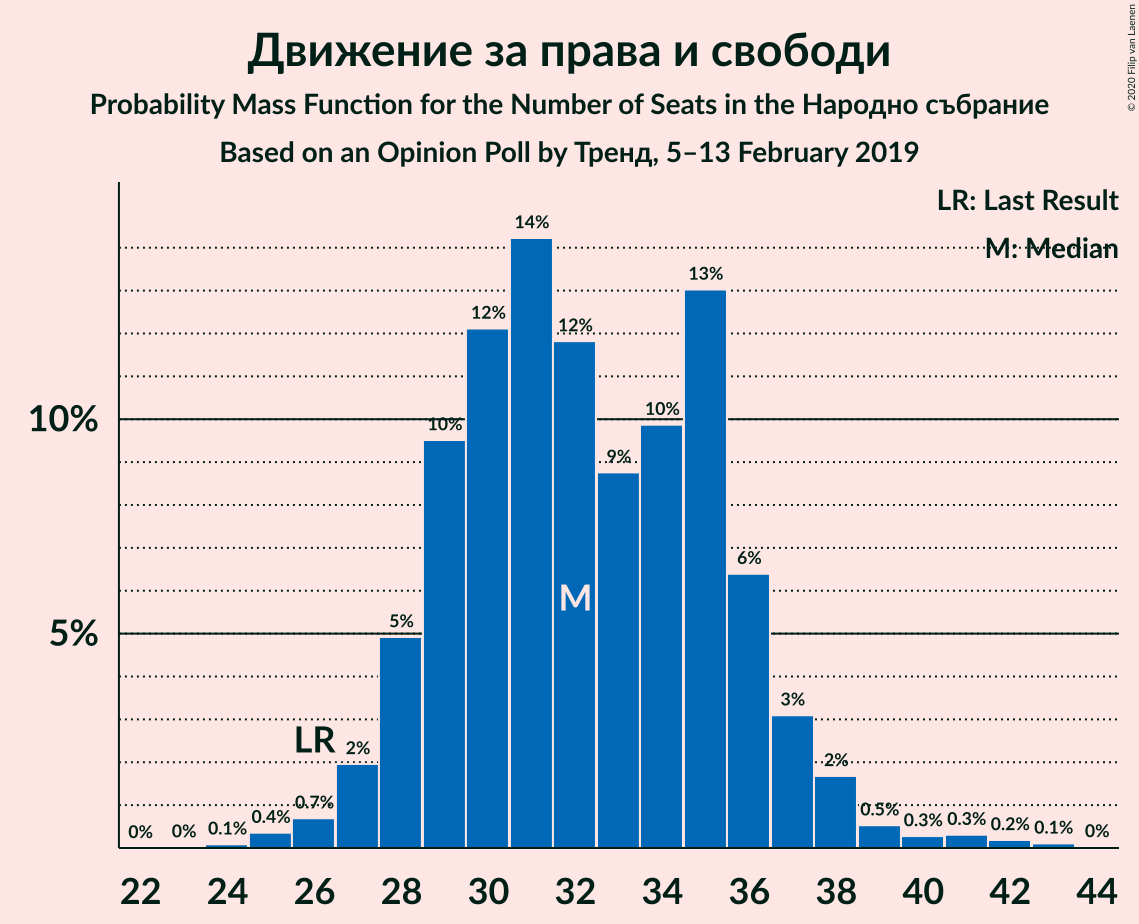 Движение за права и свободи
Probability Mass Function for the Number of Seats in the Народно събрание
Based on an Opinion Poll by Тренд, 5–13 February 2019
© 2020 Filip van Laenen
LR: Last Result
M: Median
10%
5%
0%
0%
0.1%
0.4%
0.7%
LR
2%
5%
10%
12%
14%
12%
M
9%
10%
13%
6%
3%
2%
0.5%
0.3%
0.3%
0.2%
0.1%
0%
22 24 26 28 30 32 34 36 38 40 42 44